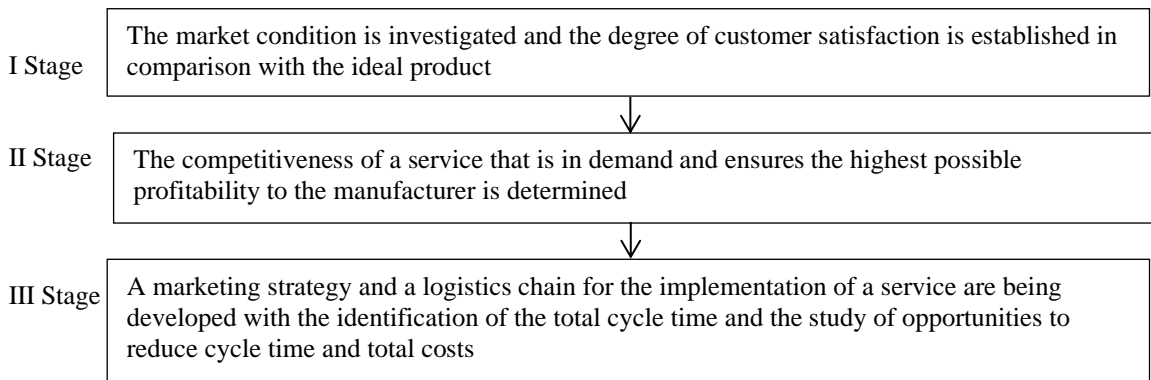 I Stage
The market condition is investigated and the degree of customer satisfaction is established in
comparison with the ideal product
II Stage
The competitiveness of a service that is in demand and ensures the highest possible
profitability to the manufacturer is determined
III Stage
A marketing strategy and a logistics chain for the implementation of a service are being
developed with the identification of the total cycle time and the study of opportunities to
reduce cycle time and total costs